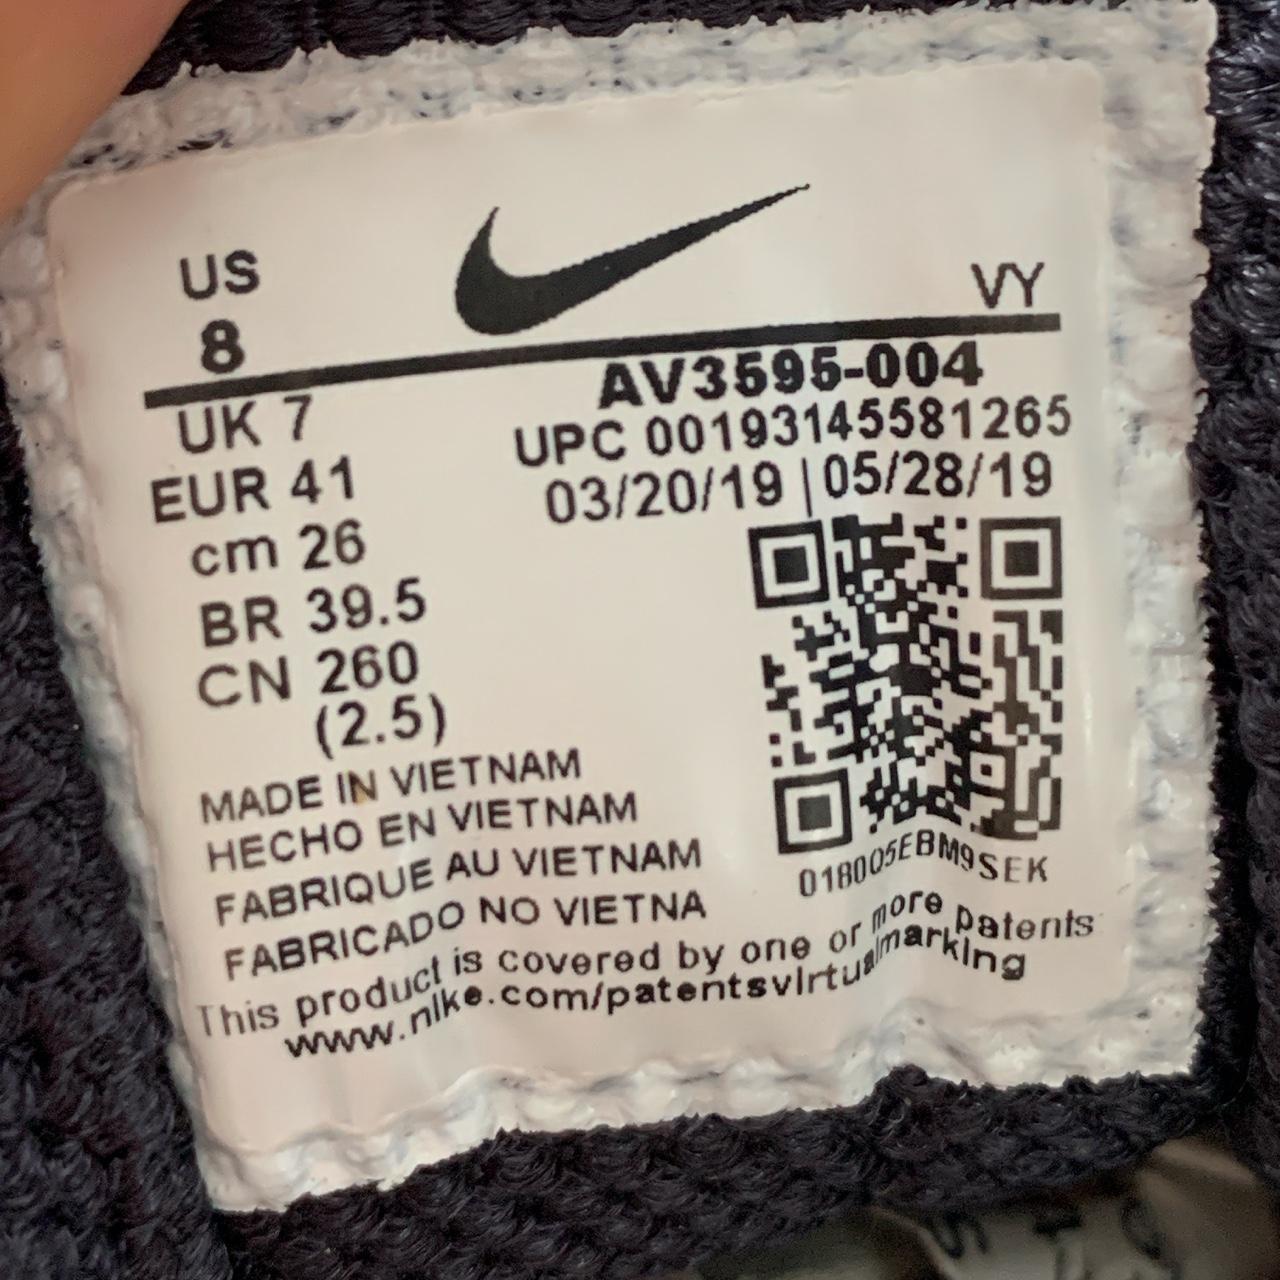 US
8
VY
UK 7
EUR 41
cm 26
BR 39.5
CN 260
(2.5)
AV3595-004
UPC 00193145581265
03/20/19 | 05/28/19
MADE IN VIETNAM
HECHO EN VIETNAM
FABRIQUE AU VIETNAM
FABRICADO NO VIETNA
018005EBM9SEK
This product is covered by one or more patents
www.nike.com/patentsvirtualmarking